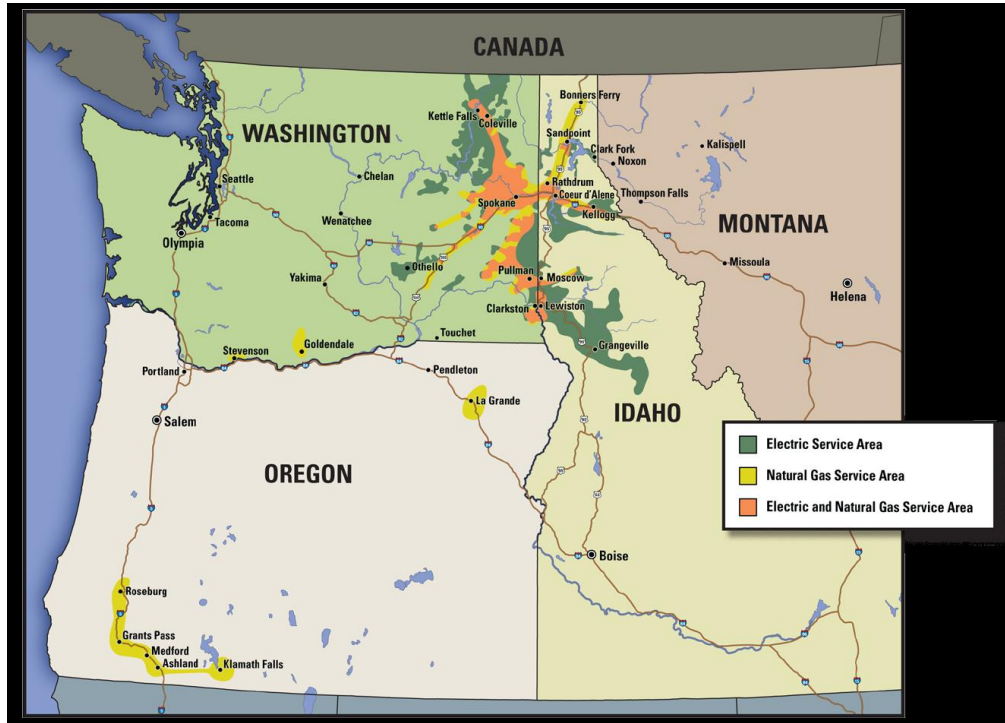 CANADA
Bonners Ferry
Kettle Falls
Coleville
WASHINGTON
Sandpoint
Clark Fork
Noxon
Kalispell
Chelan
Seattle
Rathdrum
Coeur d'Alene
Thompson Falls
Spokane
Kellogg
Wenatchee
Tacoma
MONTANA
Olympia
Othello
Missoula
Pullman
Moscow
Yakima
Helena
Clarkston
Lewiston
Touchet
Goldendale
Stevenson
Grangeville
Portland
Pendleton
La Grande
IDAHO
Salem
Electric Service Area
OREGON
Natural Gas Service Area
Electric and Natural Gas Service Area
Boise
Roseburg
Grants Pass
Medford
Ashland
Klamath Falls